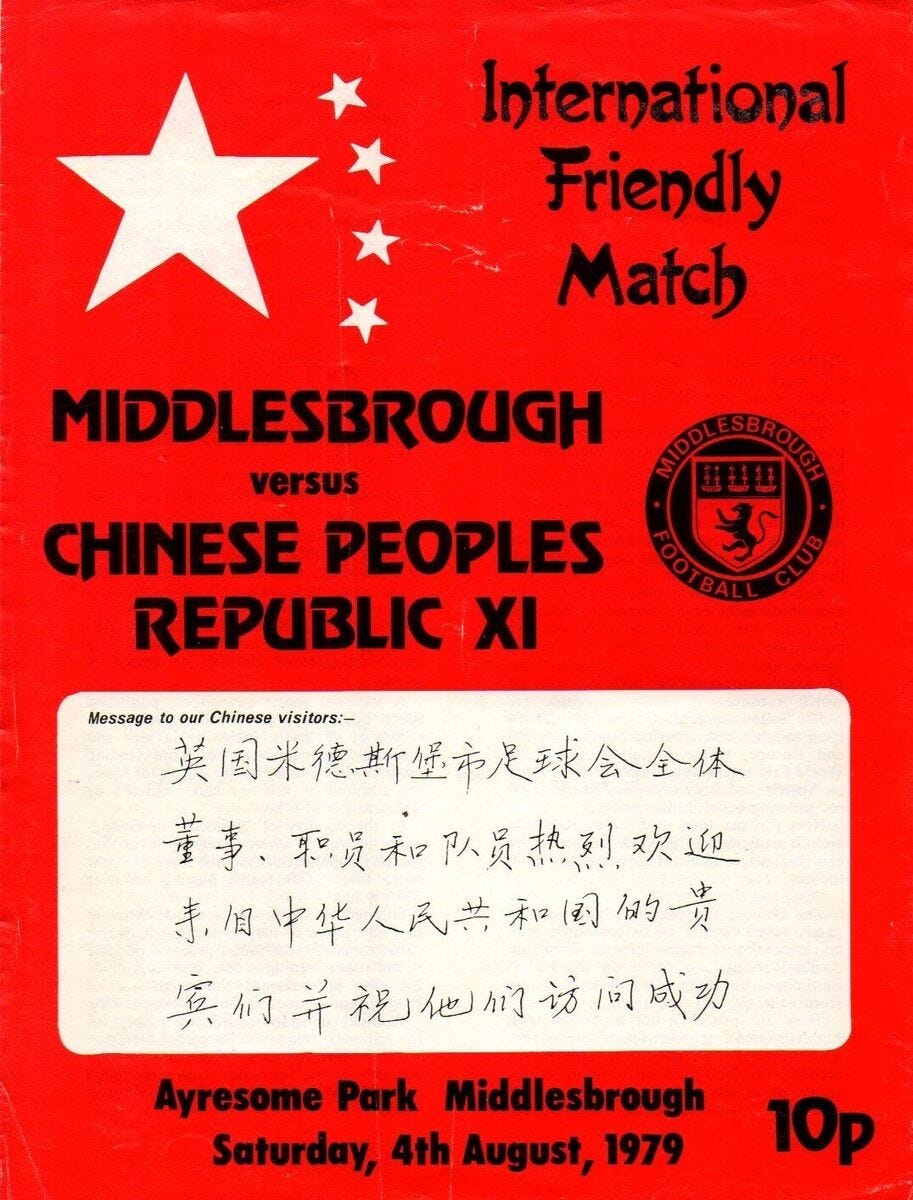 International
Friendly
Match
MIDDLESBROUGH
versus
CHINESE PEOPLES
REPUBLIC XI
MIDDLESBROUGH
FOOTBALL CLUB
Message to our Chinese visitors:—
英国米德斯堡市足球会全体
董事、职员和队员热烈欢迎
来自中华人民共和国的贵
宾们并祝他们访问成功
Ayresome Park Middlesbrough
Saturday, 4th August, 1979
10p